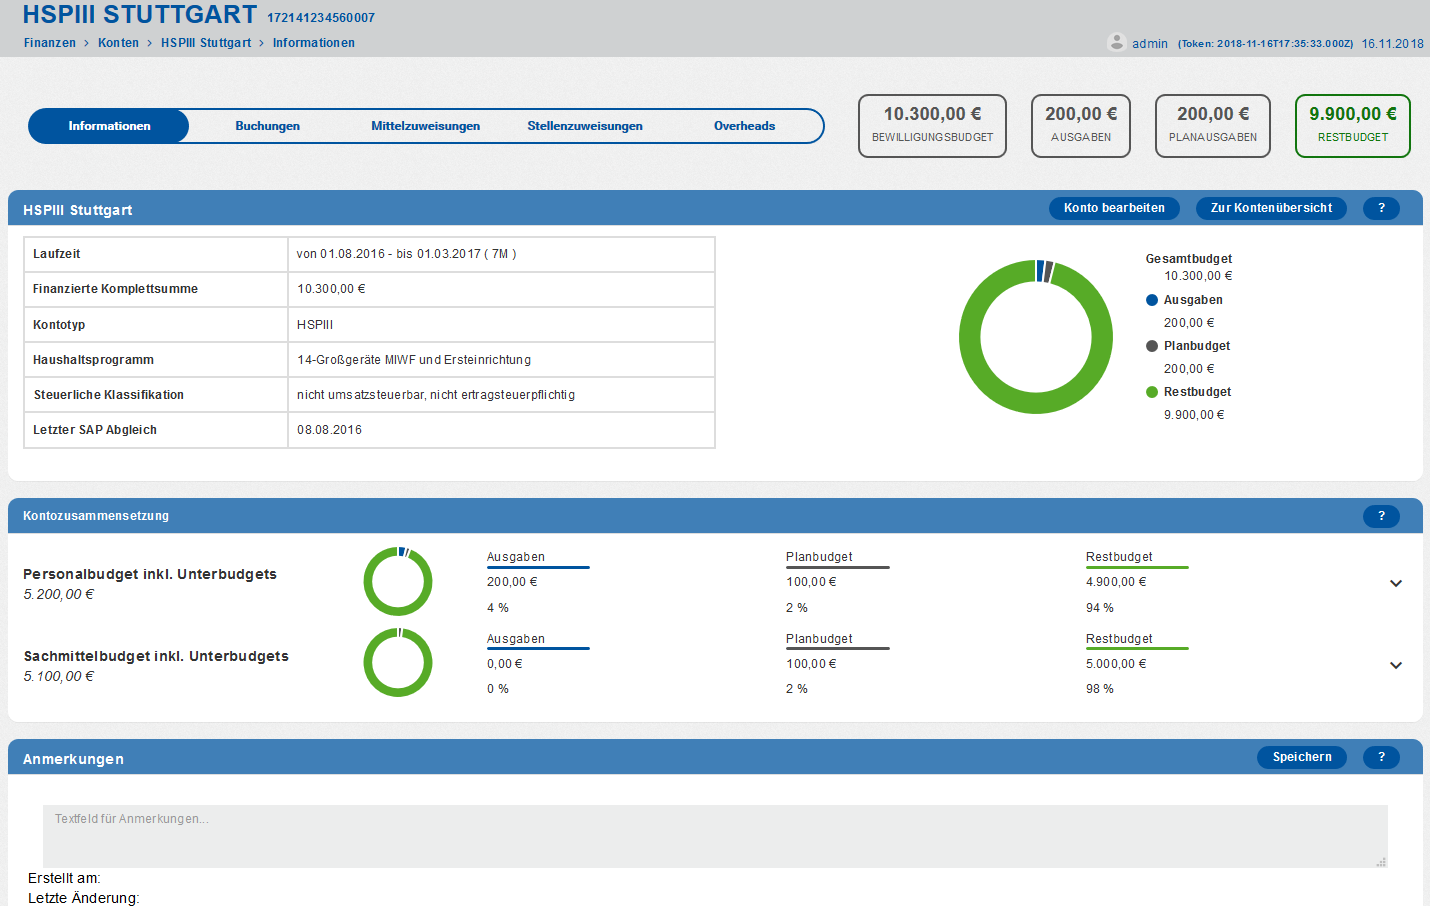 HSPIII STUTTGART 172141234560007
Finanzen > Konten > HSPIII Stuttgart > Informationen
admin (Token: 2018-11-16T17:35:33.000Z) 16.11.2018
Informationen Buchungen Mittelzuweisungen Stellenzuweisungen Overheads
10.300,00 €
BEWILLIGUNGSBUDGET
200,00 €
AUSGABEN
200,00 €
PLANAUSGABEN
9.900,00 €
RESTBUDGET
HSPIII Stuttgart
Konto bearbeiten Zur Kontenübersicht ?
Laufzeit von 01.08.2016 - bis 01.03.2017 ( 7M )
Finanzierte Komplettsumme 10.300,00 €
Kontotyp HSPIII
Haushaltsprogramm 14-Großgeräte MIWF und Ersteinrichtung
Steuerliche Klassifikation nicht umsatzsteuerbar, nicht ertragsteuerpflichtig
Letzter SAP Abgleich 08.08.2016
Gesamtbudget
10.300,00 €
Ausgaben
200,00 €
Planbudget
200,00 €
Restbudget
9.900,00 €
Kontozusammensetzung ?
Personalbudget inkl. Unterbudgets
5.200,00 €
Ausgaben
200,00 €
4 %
Planbudget
100,00 €
2 %
Restbudget
4.900,00 €
94 %
Sachmittelbudget inkl. Unterbudgets
5.100,00 €
Ausgaben
0,00 €
0 %
Planbudget
100,00 €
2 %
Restbudget
5.000,00 €
98 %
Anmerkungen
Speichern ?
Textfeld für Anmerkungen...
Erstellt am:
Letzte Änderung: